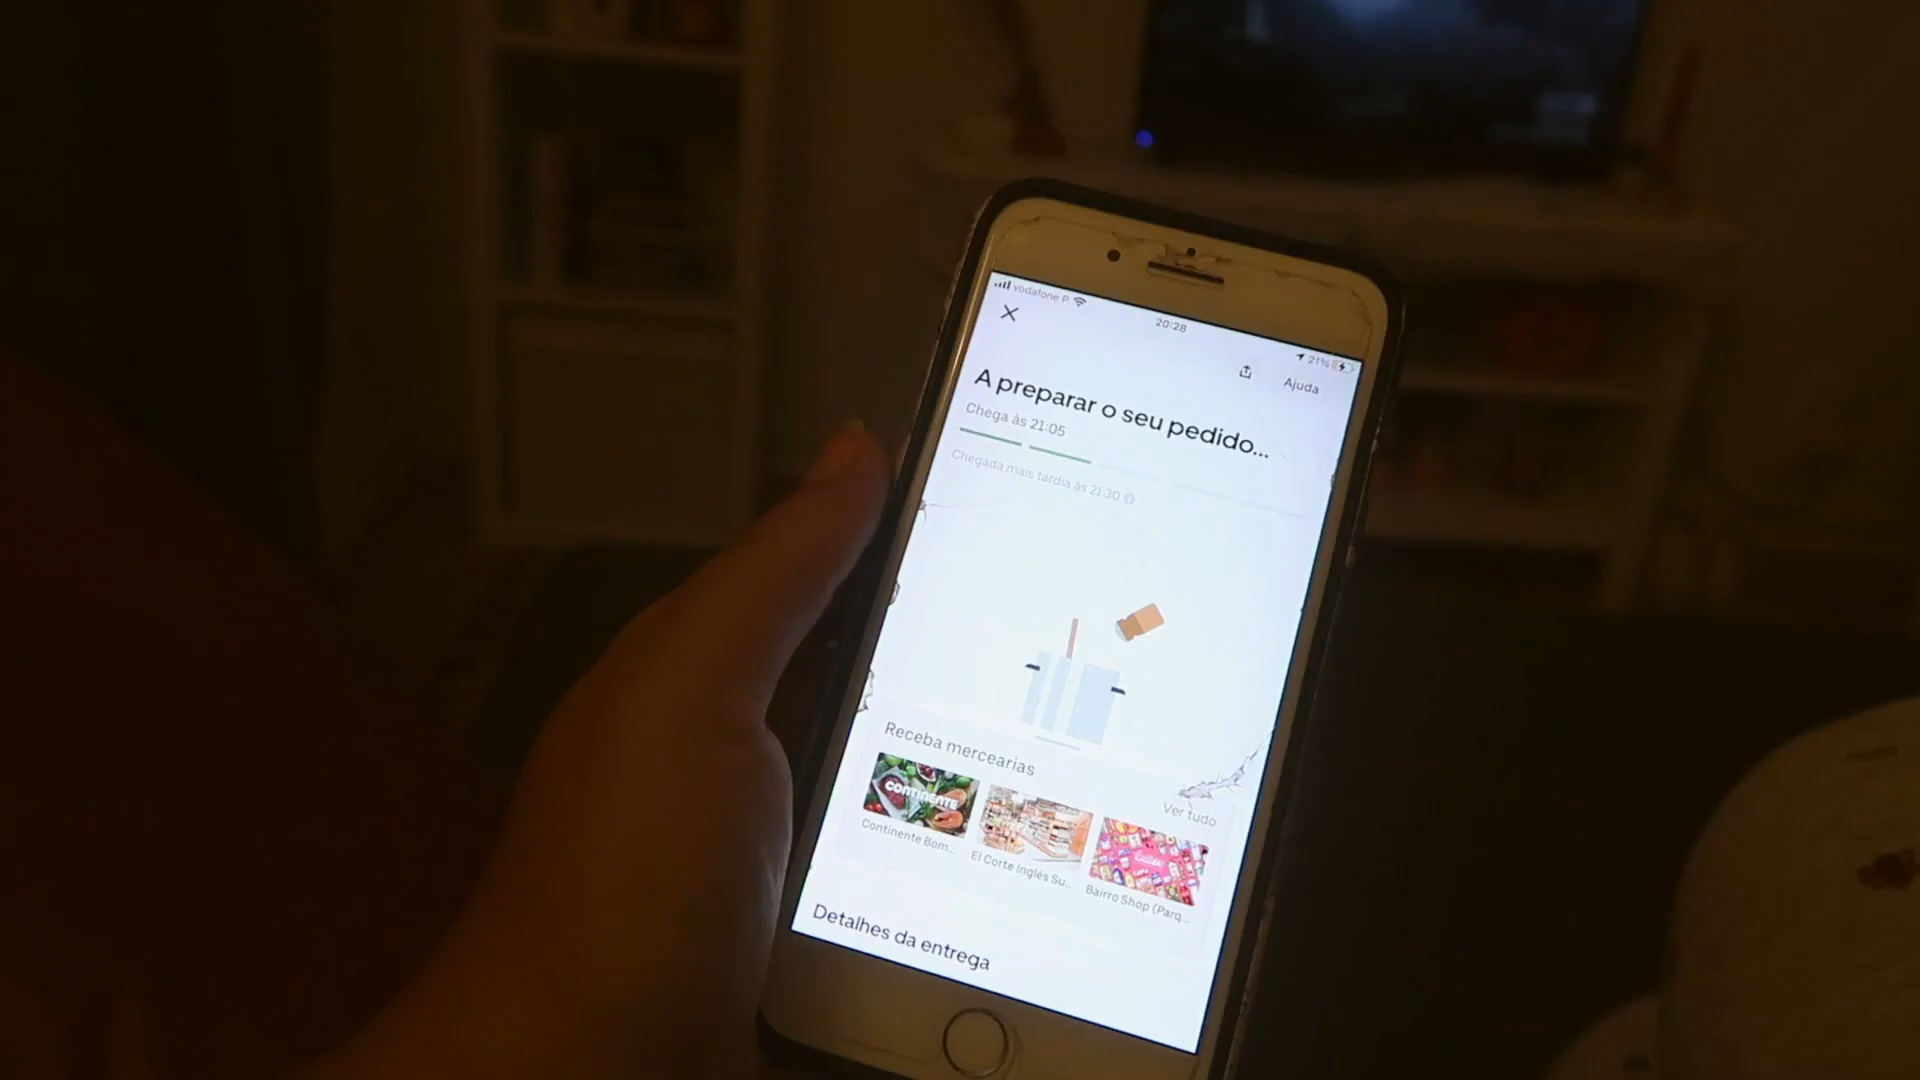 vodafone P
20:28
21%
Ajuda
A preparar o seu pedido...
Chega às 21:05
Chegada mais tardia às 21:30
Receba mercearias
Ver tudo
CONTINENTE
Continente Bom...
El Corte Inglés Su...
Bairro Shop (Parq...
Detalhes da entrega